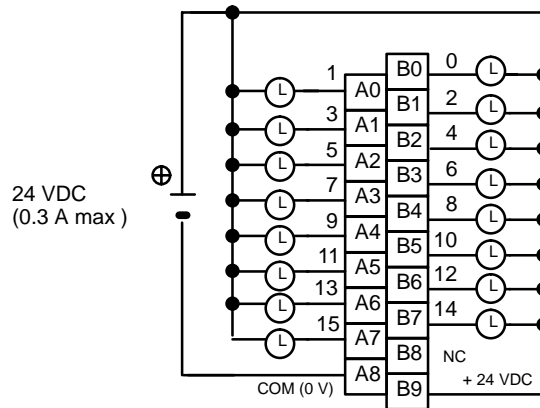 B0 0 L
1 L A0
B1 2 L
3 L A1
B2 4 L
5 L A2
B3 6 L
7 L A3
B4 8 L
9 L A4
B5 10 L
11 L A5
B6 12 L
13 L A6
B7 14 L
15 L A7
B8 NC
A8 COM (0 V)
B9 + 24 VDC
24 VDC
(0.3 A max )